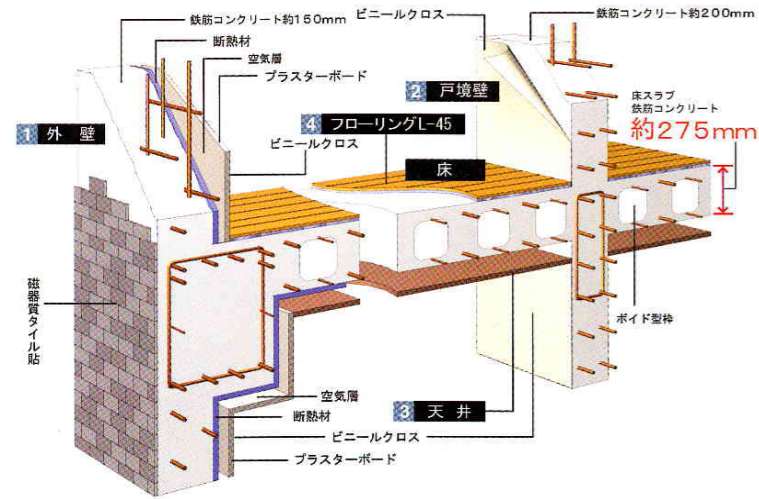 鉄筋コンクリート約150mm
断熱材
空気層
プラスターボード
ビニールクロス
鉄筋コンクリート約200mm
2 戸境壁
床スラブ
鉄筋コンクリート
約275mm
1 外 壁
4 フローリングL-45
ビニールクロス
床
磁器質タイル貼
ボイド型枠
空気層
3 天 井
断熱材
ビニールクロス
プラスターボード